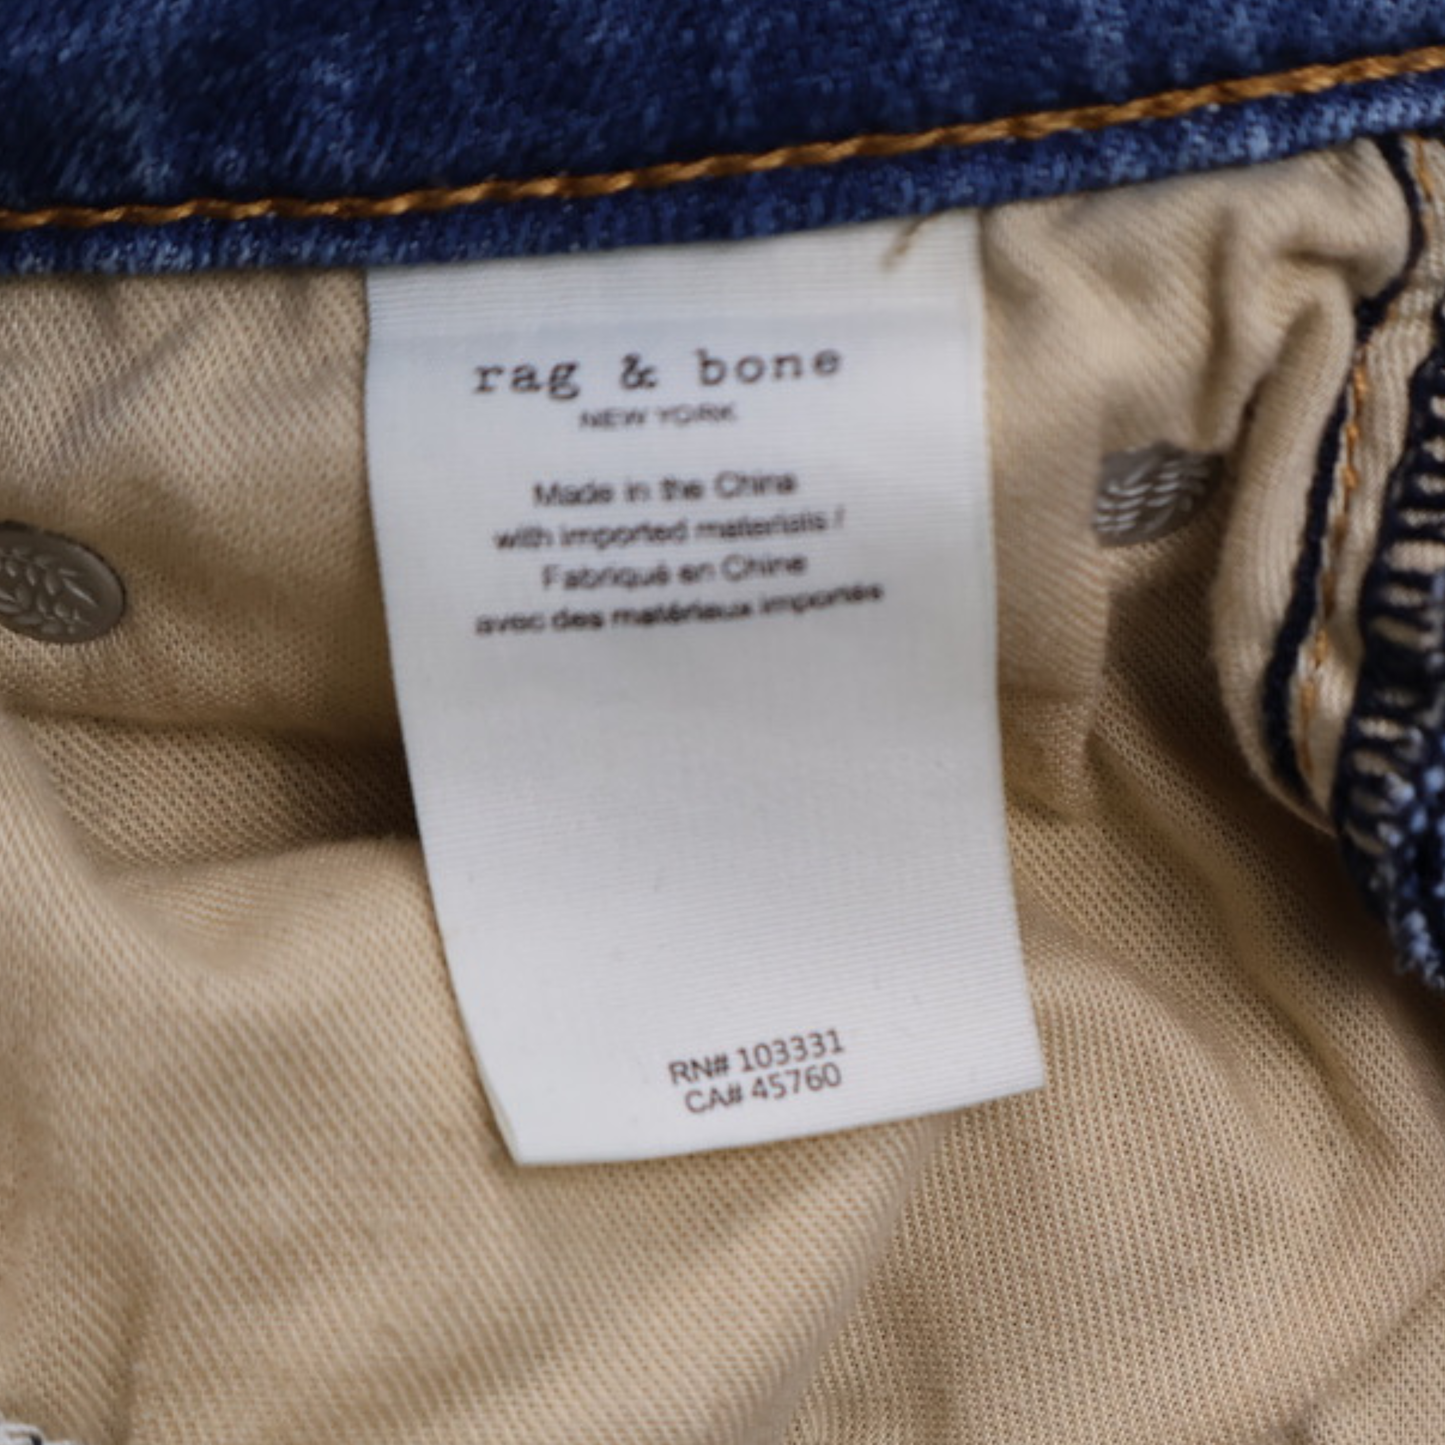 rag & bone
NEW YORK
Made in the China
with imported materials /
Fabriqué en Chine
avec des matérieux importés
RN# 103331
CA# 45760